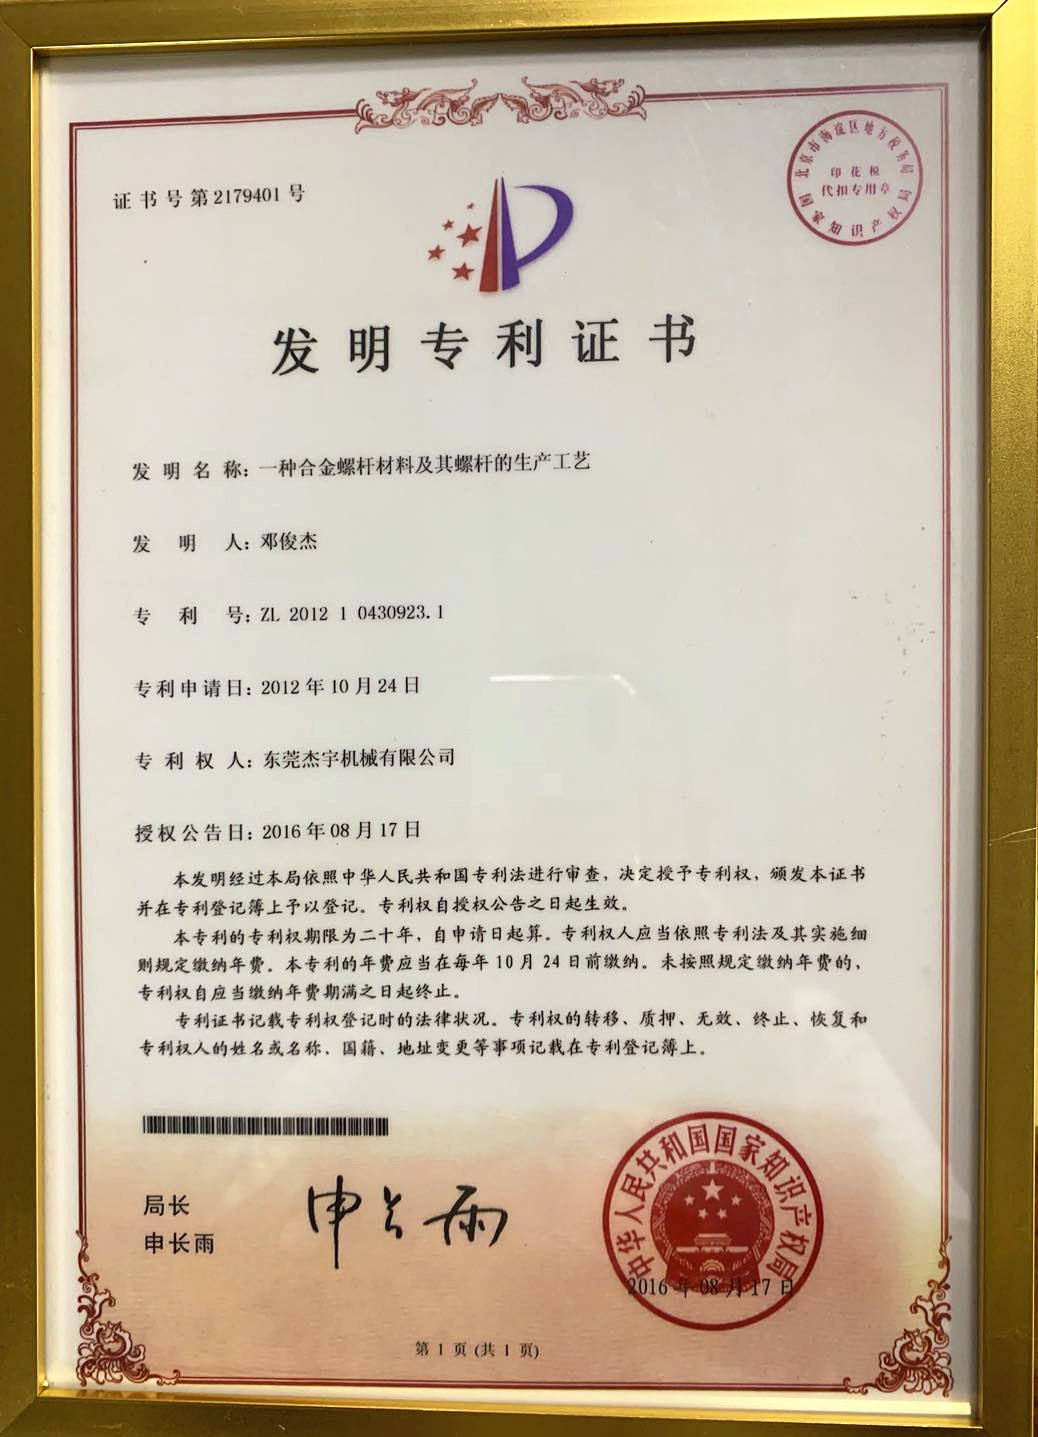 证书号第2179401号
北京市海淀区地方税务局
印花税
代扣专用章
国家知识产权局
发明专利证书
发明名称：一种合金螺杆材料及其螺杆的生产工艺
发明人：邓俊杰
专利号：ZL 2012 1 0430923.1
专利申请日：2012年10月24日
专利权人：东莞杰宇机械有限公司
授权公告日：2016年08月17日
本发明经过本局依照中华人民共和国专利法进行审查，决定授予专利权，颁发本证书
并在专利登记簿上予以登记。专利权自授权公告之日起生效。
本专利的专利权期限为二十年，自申请日起算。专利权人应当依照专利法及其实施细
则规定缴纳年费。本专利的年费应当在每年10月24日前缴纳。未按照规定缴纳年费的，
专利权自应当缴纳年费期满之日起终止。
专利证书记载专利权登记时的法律状况。专利权的转移、质押、无效、终止、恢复和
专利权人的姓名或名称、国籍、地址变更等事项记载在专利登记簿上。
局长
申长雨
申长雨
中华人民共和国国家知识产权局
2016年08月17日
第1页(共1页)